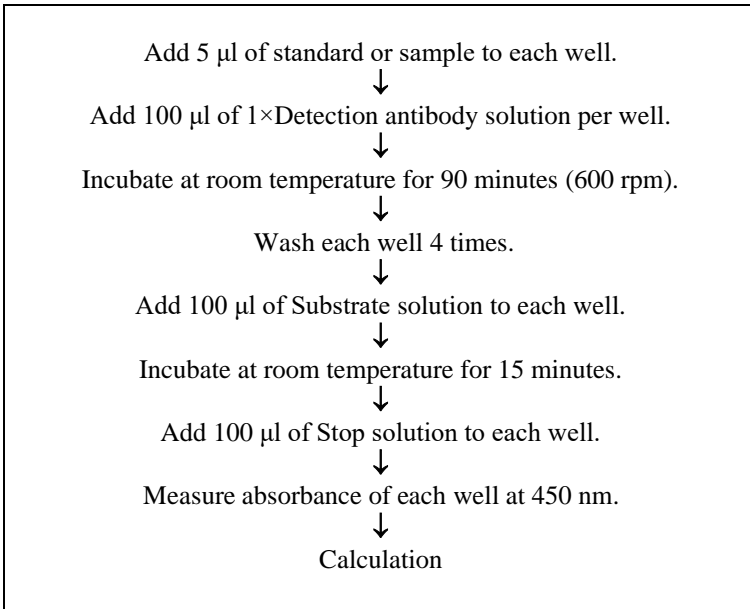 Add 5 μl of standard or sample to each well.
↓
Add 100 μl of 1×Detection antibody solution per well.
↓
Incubate at room temperature for 90 minutes (600 rpm).
↓
Wash each well 4 times.
↓
Add 100 μl of Substrate solution to each well.
↓
Incubate at room temperature for 15 minutes.
↓
Add 100 μl of Stop solution to each well.
↓
Measure absorbance of each well at 450 nm.
↓
Calculation